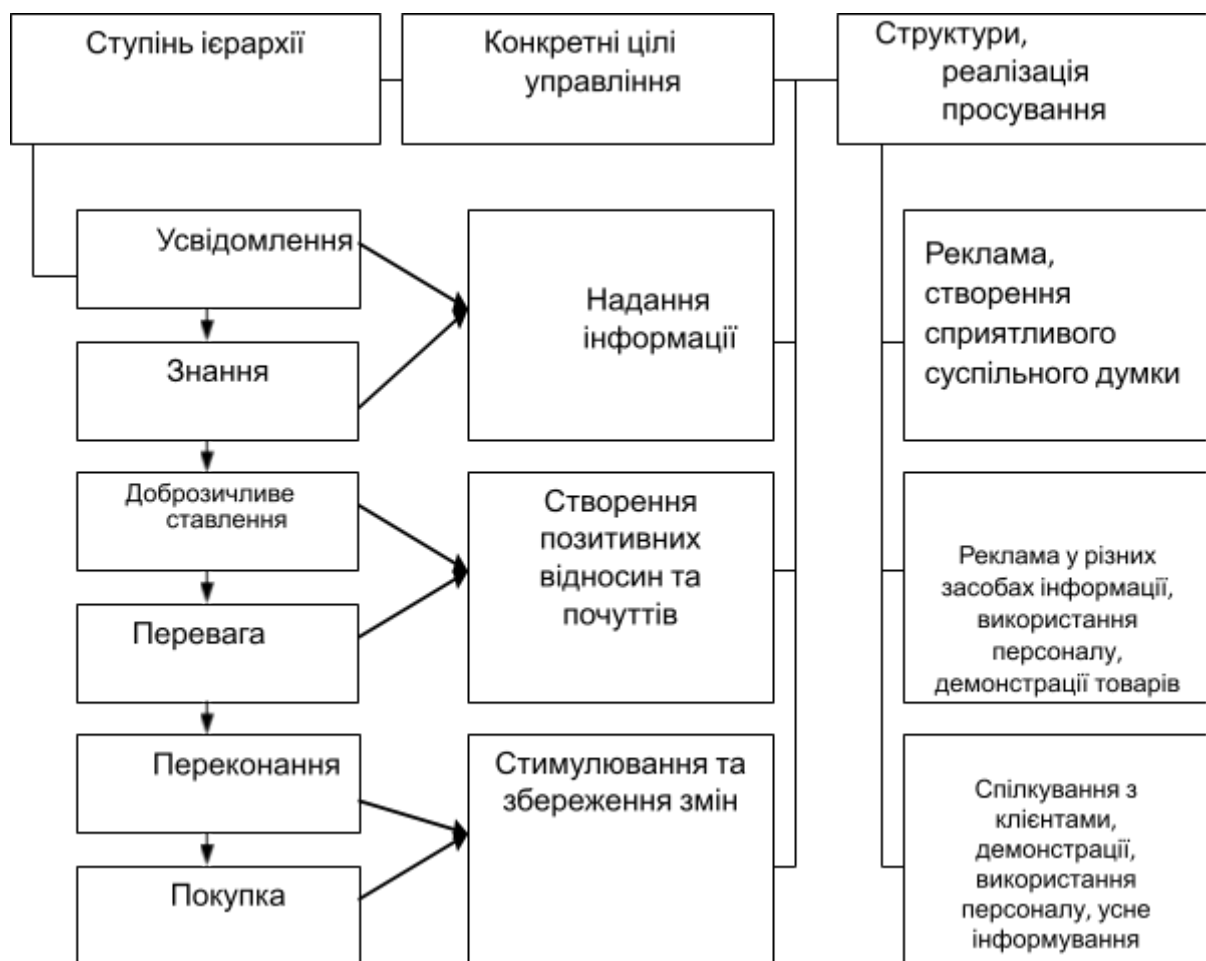 Ступінь ієрархії
Конкретні цілі
управління
Структури,
реалізація
просування
Усвідомлення
Надання
інформації
Реклама,
створення
сприятливого
суспільного думки
Знання
Доброзичливе
ставлення
Створення
позитивних
відносин та
почуттів
Реклама у різних
засобах інформації,
використання
персоналу,
демонстрації товарів
Перевага
Переконання
Стимулювання та
збереження змін
Спілкування з
клієнтами,
демонстрації,
використання
персоналу, усне
інформування
Покупка